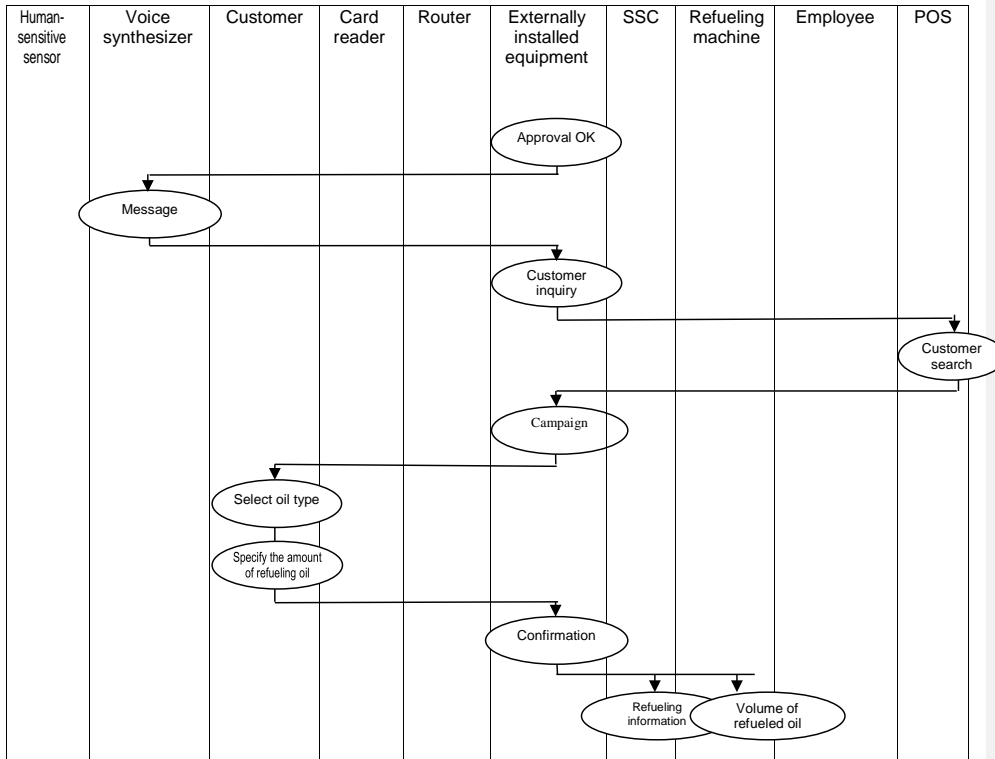 Human-
sensitive
sensor
Voice
synthesizer
Customer
Card
reader
Router
Externally
installed
equipment
SSC
Refueling
machine
Employee
POS
Approval OK
Message
Customer
inquiry
Customer
search
Campaign
Select oil type
Specify the amount
of refueling oil
Confirmation
Refueling
information
Volume of
refueled oil